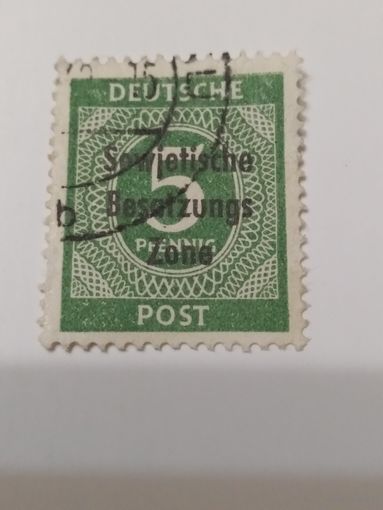 DEUTSCHE
5
Sowjetische
Besatzungs
PFENNIG
Zone
POST
b